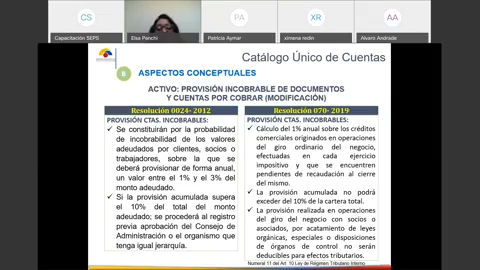 CS
PA
XR
AA
Capacitación SEPS
Elsa Panchi
Patricia Aymar
ximena redin
Alvaro Andrade
Catálogo Único de Cuentas
8
ASPECTOS CONCEPTUALES
ACTIVO: PROVISIÓN INCOBRABLE DE DOCUMENTOS
Y CUENTAS POR COBRAR (MODIFICACIÓN)
Resolución 0024- 2012
PROVISIÓN CTAS. INCOBRABLES:
✓ Se constituirán por la probabilidad
de incobrabilidad de los valores
adeudados por clientes, socios o
trabajadores, sobre la que se
deberá provisionar de forma anual,
un valor entre el 1% y el 3% del
monto adeudado.
✓ Si la provisión acumulada supera
el 10% del total del monto
adeudado; se procederá al registro
previa aprobación del Consejo de
Administración o el organismo que
tenga igual jerarquía.
Resolución 070- 2019
PROVISIÓN CTAS. INCOBRABLES:
✓ Cálculo del 1% anual sobre los créditos
comerciales originados en operaciones
del giro ordinario del negocio,
efectuadas en cada ejercicio
impositivo y que se encuentren
pendientes de recaudación al cierre
del mismo.
✓ La provisión acumulada no podrá
exceder del 10% de la cartera total.
✓ La provisión realizada en operaciones
del giro del negocio con socios o
asociados, por acatamiento de leyes
orgánicas, especiales o disposiciones
de órganos de control no serán
deducibles para efectos tributarios.
Numeral 11 del Art. 10 Ley de Régimen Tributario Interno